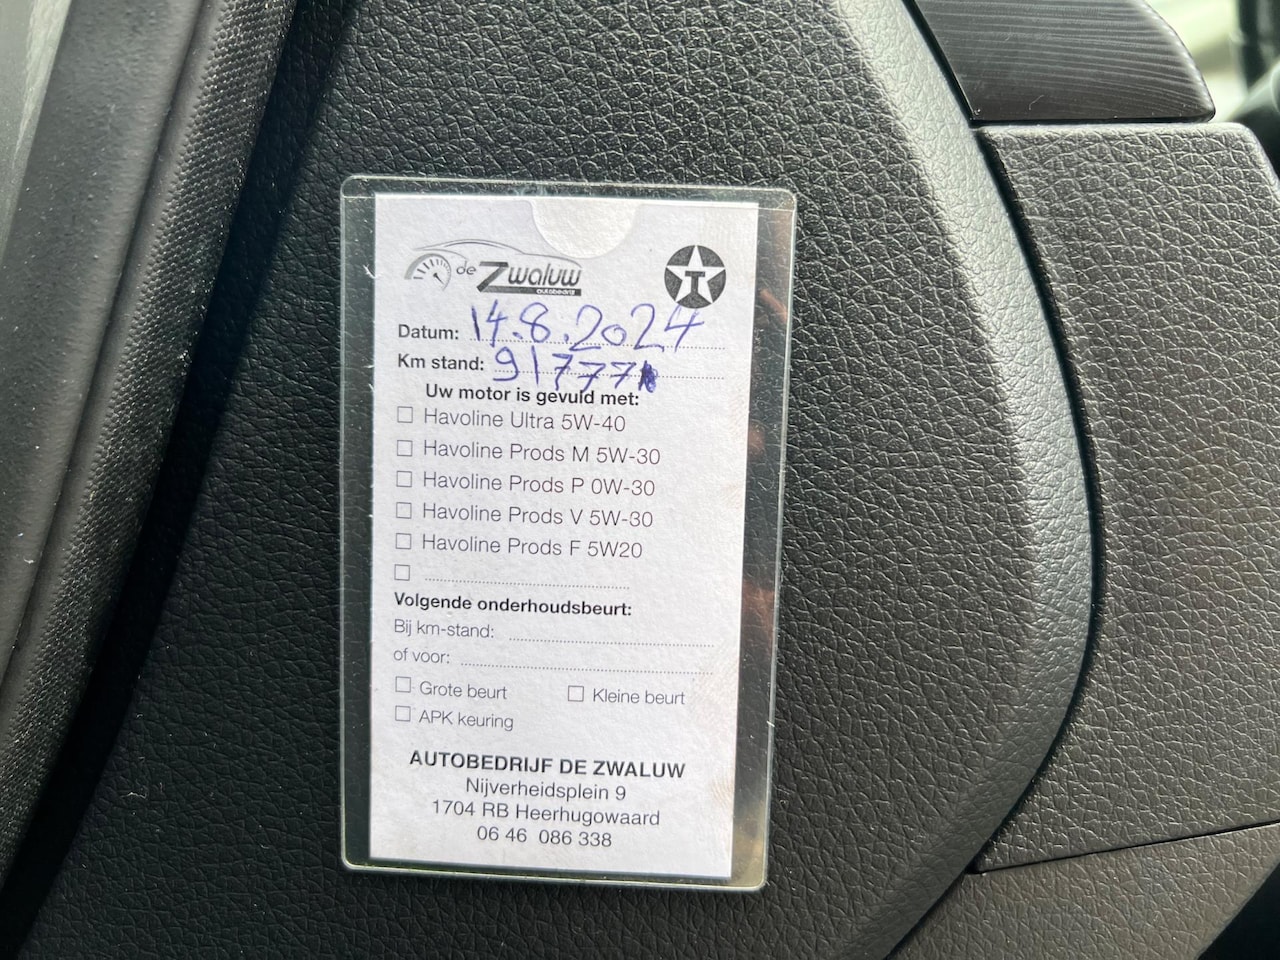 de Zwaluw
autobedrijf
T
Datum: 14.8.2024
Km stand: 91777
Uw motor is gevuld met:
☐ Havoline Ultra 5W-40
☐ Havoline Prods M 5W-30
☐ Havoline Prods P 0W-30
☐ Havoline Prods V 5W-30
☐ Havoline Prods F 5W20
☐
Volgende onderhoudsbeurt:
Bij km-stand:
of voor:
☐ Grote beurt ☐ Kleine beurt
☐ APK keuring
AUTOBEDRIJF DE ZWALUW
Nijverheidsplein 9
1704 RB Heerhugowaard
06 46 086 338